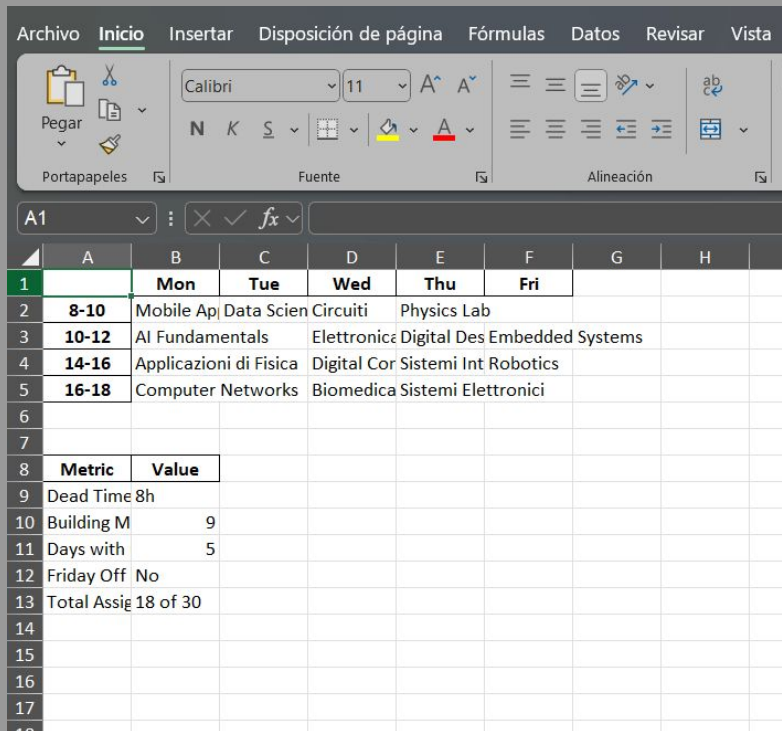 Archivo Inicio Insertar Disposición de página Fórmulas Datos Revisar Vista
Calibri 11 A A ab
Pegar N K S A c
Portapapeles Fuente Alineación
A1 fx
A B C D E F G H
1 Mon Tue Wed Thu Fri
2 8-10 Mobile Ap Data Scien Circuiti Physics Lab
3 10-12 AI Fundamentals Elettronica Digital Des Embedded Systems
4 14-16 Applicazioni di Fisica Digital Cor Sistemi Int Robotics
5 16-18 Computer Networks Biomedica Sistemi Elettronici
6
7
8 Metric Value
9 Dead Time 8h
10 Building M 9
11 Days with 5
12 Friday Off No
13 Total Assig 18 of 30
14
15
16
17